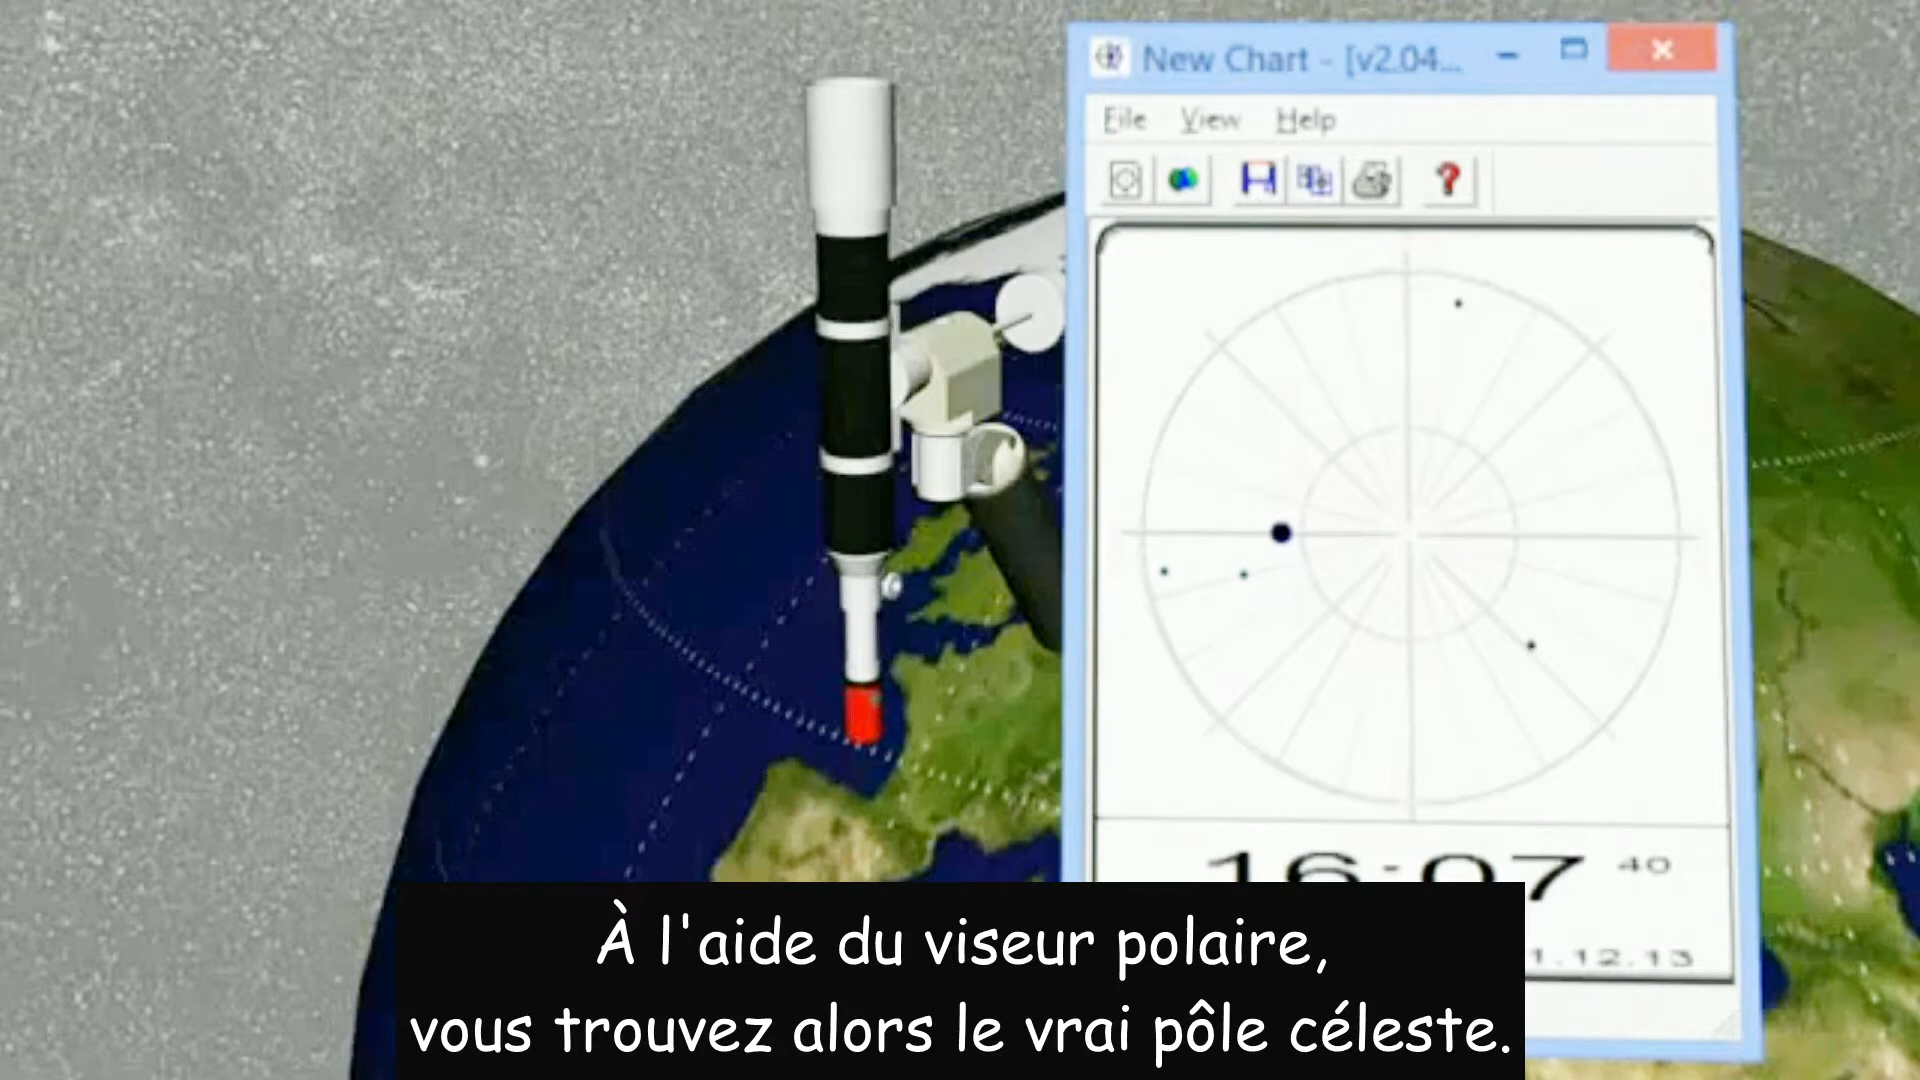 New Chart - [v2.04...
File View Help
16:07 40
1.12.13
À l'aide du viseur polaire,
vous trouvez alors le vrai pôle céleste.